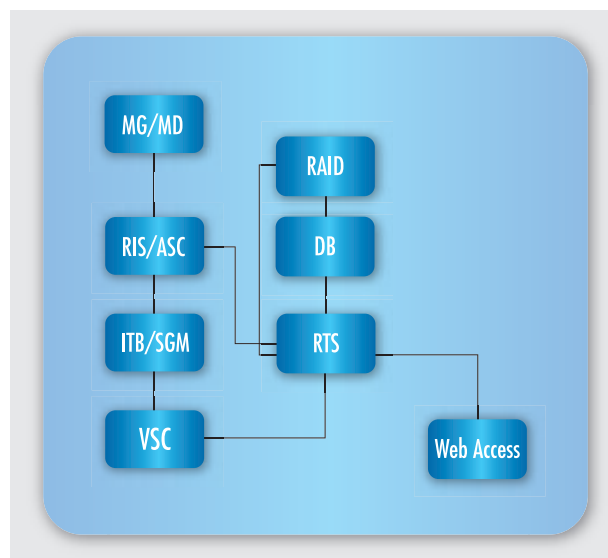 MG/MD
RAID
RIS/ASC
DB
ITB/SGM
RTS
VSC
Web Access